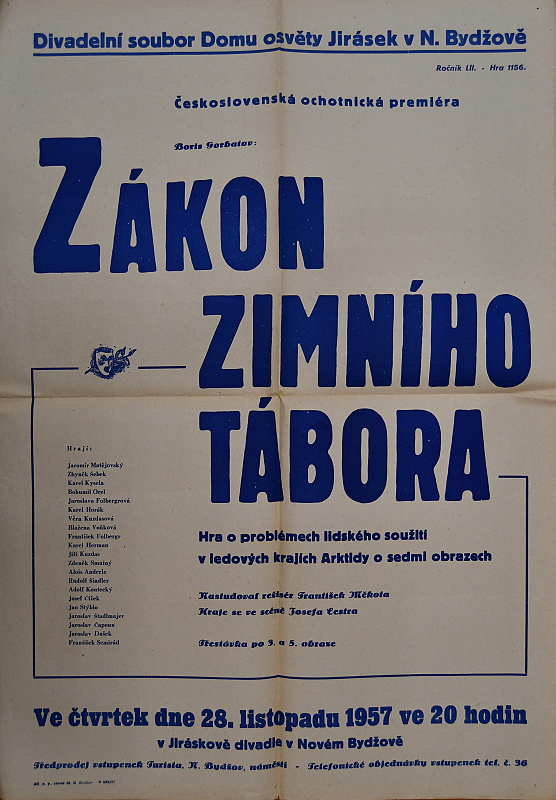 Divadelní soubor Domu osvěty Jirásek v N. Bydžově
Ročník LII. - Hra 1156.
Československá ochotnická premiéra
Boris Gorbatov:
ZÁKON
ZIMNÍHO
TÁBORA
Hrají:
Jaromír Matějovský
Zbyněk Šebek
Karel Kysela
Bohumil Orel
Jaroslava Folbergrová
Karel Horák
Věra Kuzdasová
Blažena Voňková
František Folbergr
Karel Herman
Jiří Kuzdas
Zdeněk Smutný
Alois Anderle
Rudolf Šindler
Adolf Koutecký
Josef Čížek
Jan Stýblo
Jaroslav Štadlmajer
Jaroslav Čapoun
Jaroslav Dušek
František Semirád
Hra o problémech lidského soužití
v ledových krajích Arktidy o sedmi obrazech
Nastudoval režisér František Měkota
Hraje se ve scéně Josefa Cestra
Přestávka po 3. a 5. obraze
Ve čtvrtek dne 28. listopadu 1957 ve 20 hodin
v Jiráskově divadle v Novém Bydžově
Předprodej vstupenek Turista, N. Bydžov, náměstí - Telefonické objednávky vstupenek tel. č. 36